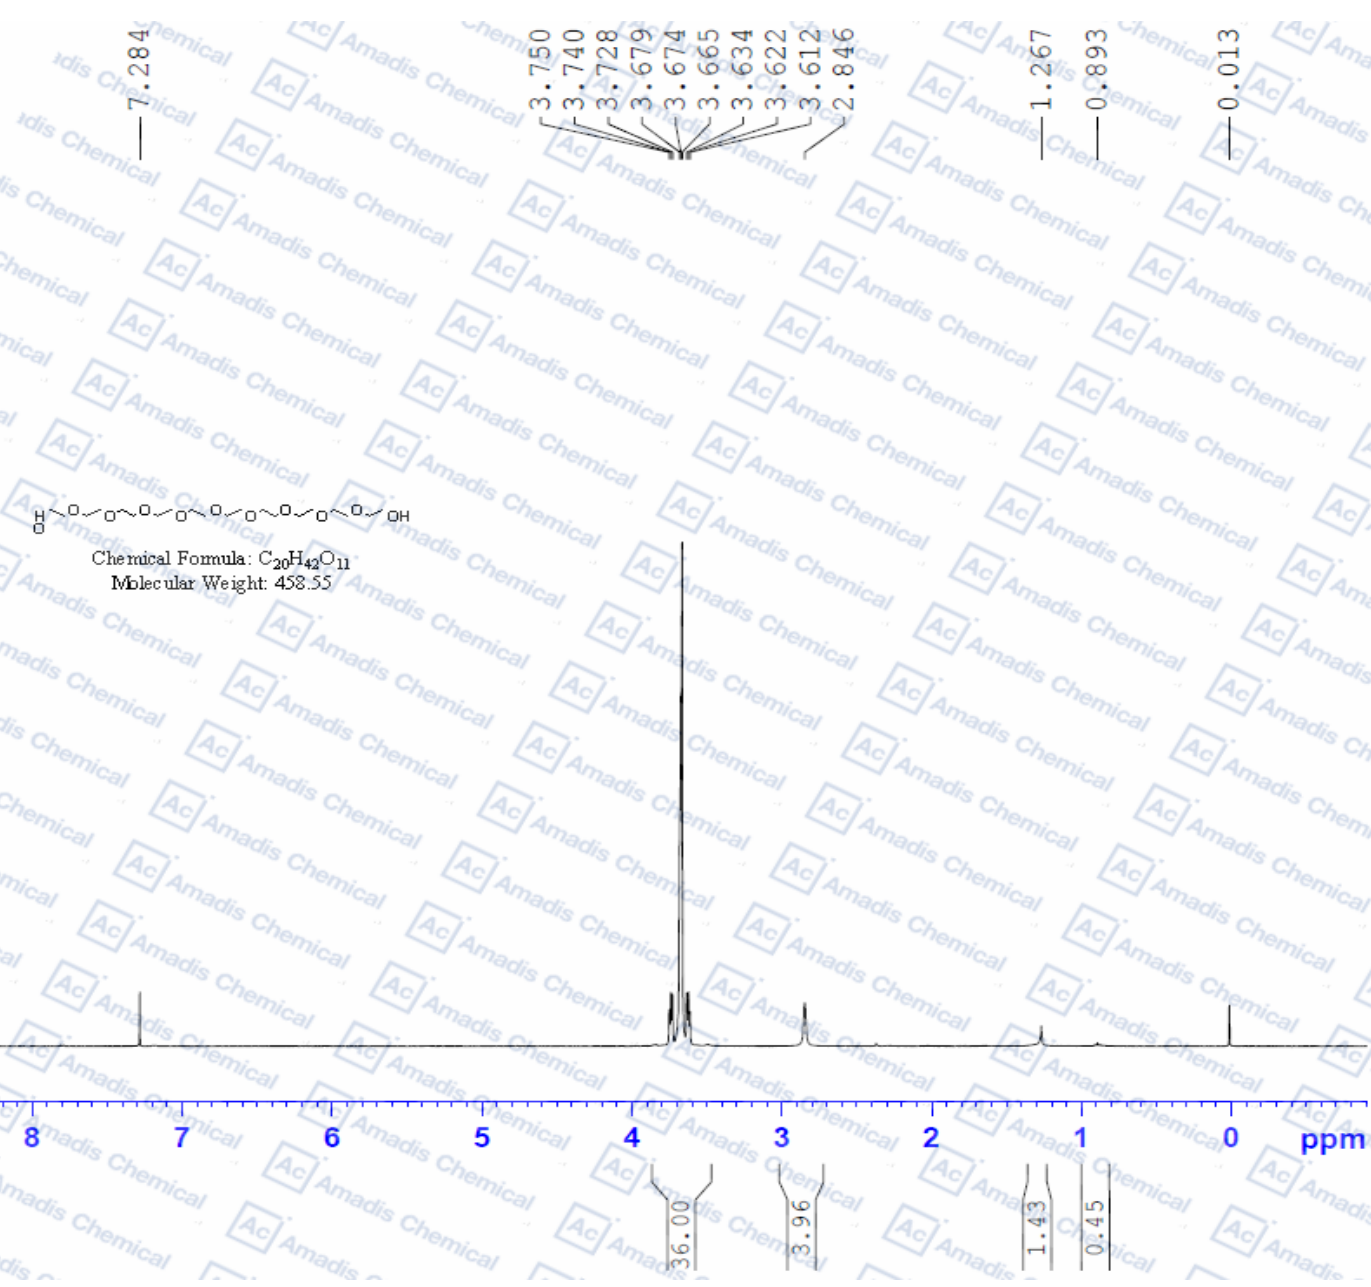 7.284
3.750
3.740
3.728
3.679
3.674
3.665
3.634
3.622
3.612
2.846
1.267
0.893
0.013
H
O
O
O
O
O
O
O
O
O
O
OH
Chemical Formula: C20H42O11
Molecular Weight: 458.55
8 7 6 5 4 3 2 1 0 ppm
36.00
3.96
1.43
0.45
Ac Amadis Chemical